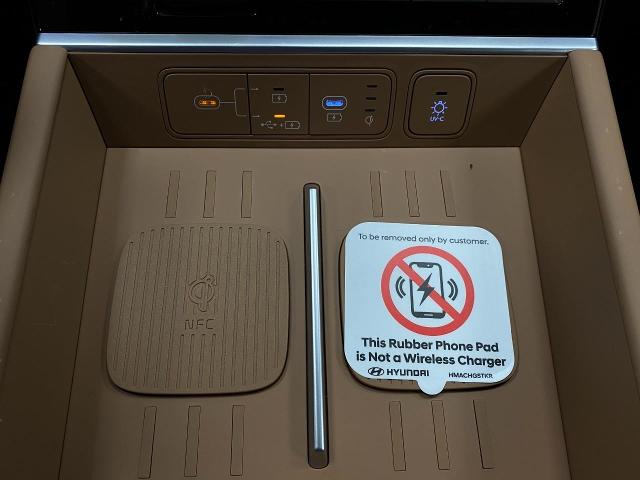 UV-C
To be removed only by customer.
NFC
This Rubber Phone Pad
is Not a Wireless Charger
HYUNDAI HMACHGSTKR